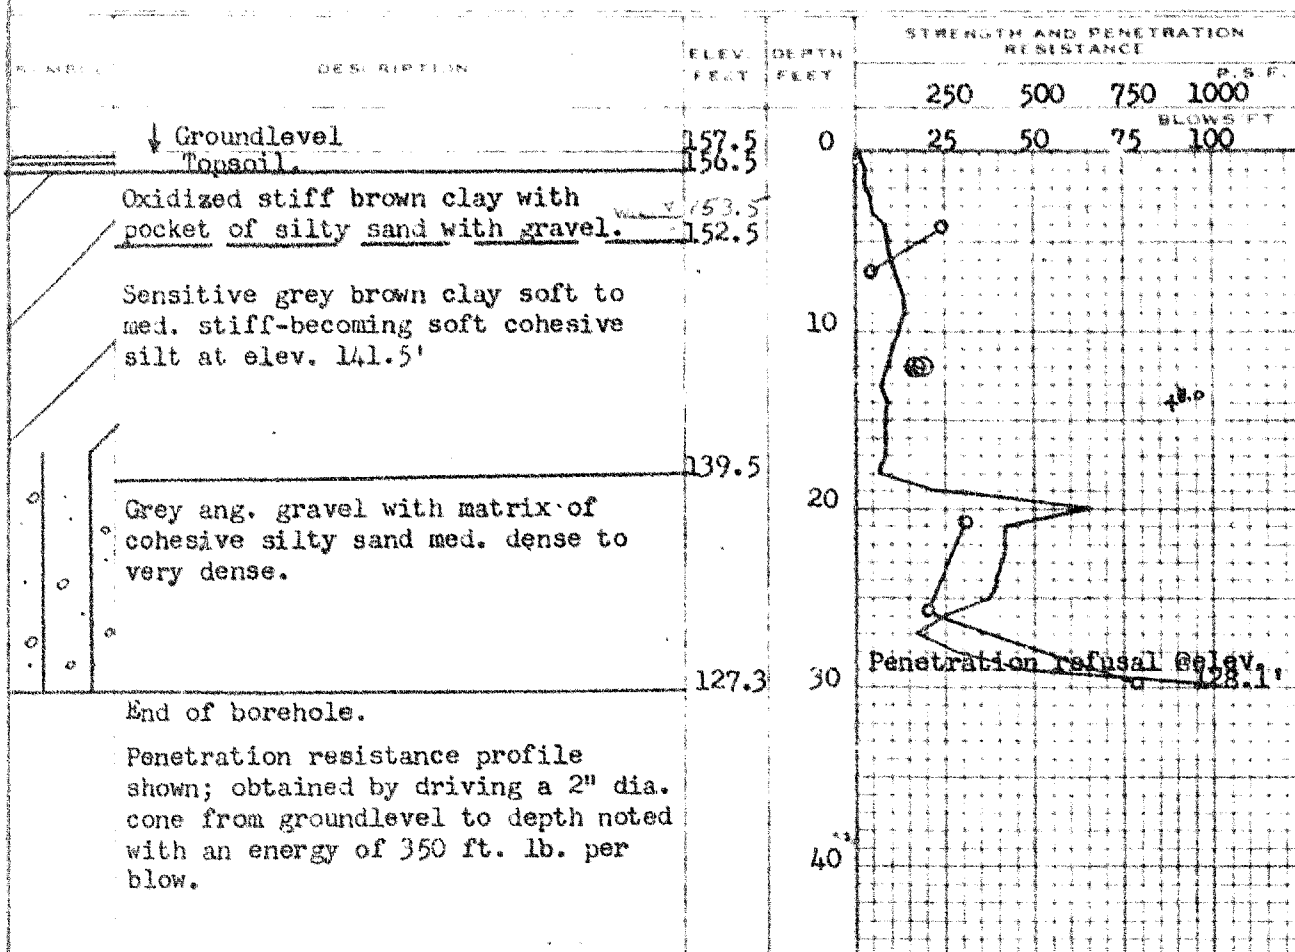 STRENGTH AND PENETRATION
RESISTANCE
DESCRIPTION
ELEV.
FEET
DEPTH
FEET
P.S.F.
250 500 750 1000
BLOWS/FT
25 50 75 100
Groundlevel
157.5
0
Topsoil.
156.5
Oxidized stiff brown clay with
153.5
pocket of silty sand with gravel.
152.5
Sensitive grey brown clay soft to
med. stiff-becoming soft cohesive
silt at elev. 141.5'
10
139.5
20
Grey ang. gravel with matrix of
cohesive silty sand med. dense to
very dense.
Penetration refusal @elev.
128.1'
127.3
30
End of borehole.
Penetration resistance profile
shown; obtained by driving a 2" dia.
cone from groundlevel to depth noted
with an energy of 350 ft. lb. per
blow.
40